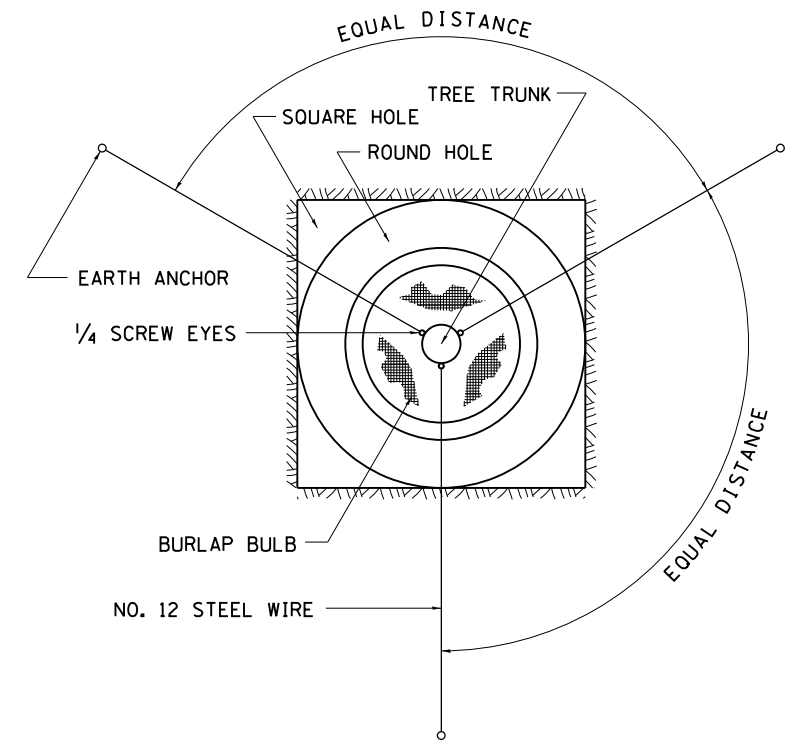 EQUAL DISTANCE
TREE TRUNK
SQUARE HOLE
ROUND HOLE
EARTH ANCHOR
1/4 SCREW EYES
BURLAP BULB
EQUAL DISTANCE
NO. 12 STEEL WIRE